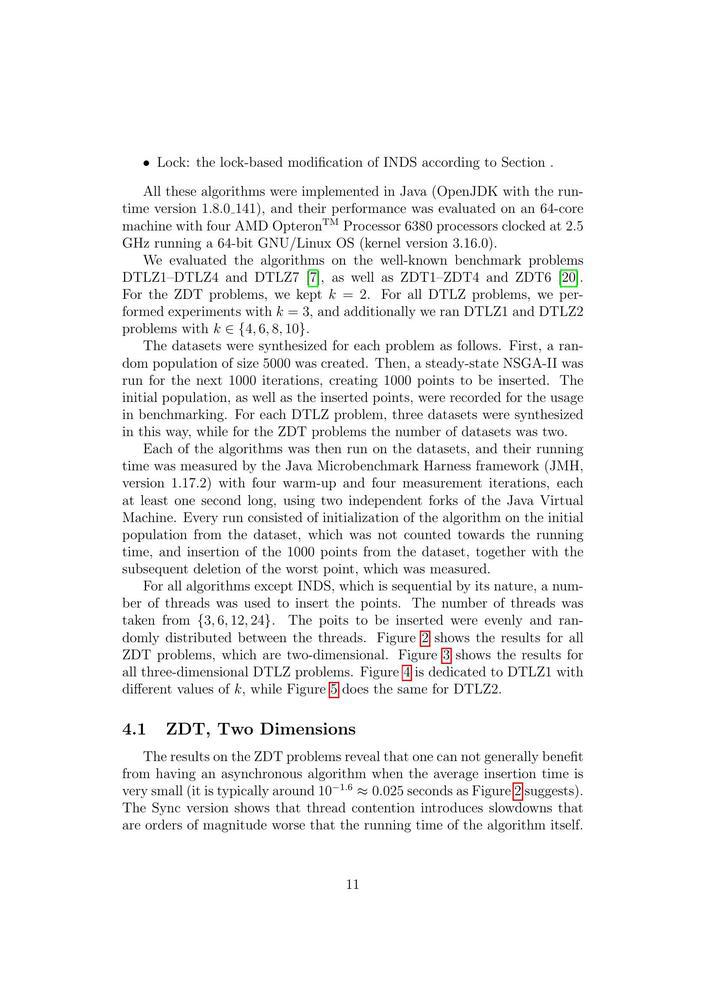 • Lock: the lock-based modification of INDS according to Section .
All these algorithms were implemented in Java (OpenJDK with the run-
time version 1.8.0_141), and their performance was evaluated on an 64-core
machine with four AMD Opteron™ Processor 6380 processors clocked at 2.5
GHz running a 64-bit GNU/Linux OS (kernel version 3.16.0).
We evaluated the algorithms on the well-known benchmark problems
DTLZ1–DTLZ4 and DTLZ7 [7], as well as ZDT1–ZDT4 and ZDT6 [20].
For the ZDT problems, we kept k = 2. For all DTLZ problems, we per-
formed experiments with k = 3, and additionally we ran DTLZ1 and DTLZ2
problems with k ∈ {4, 6, 8, 10}.
The datasets were synthesized for each problem as follows. First, a ran-
dom population of size 5000 was created. Then, a steady-state NSGA-II was
run for the next 1000 iterations, creating 1000 points to be inserted. The
initial population, as well as the inserted points, were recorded for the usage
in benchmarking. For each DTLZ problem, three datasets were synthesized
in this way, while for the ZDT problems the number of datasets was two.
Each of the algorithms was then run on the datasets, and their running
time was measured by the Java Microbenchmark Harness framework (JMH,
version 1.17.2) with four warm-up and four measurement iterations, each
at least one second long, using two independent forks of the Java Virtual
Machine. Every run consisted of initialization of the algorithm on the initial
population from the dataset, which was not counted towards the running
time, and insertion of the 1000 points from the dataset, together with the
subsequent deletion of the worst point, which was measured.
For all algorithms except INDS, which is sequential by its nature, a num-
ber of threads was used to insert the points. The number of threads was
taken from {3, 6, 12, 24}. The poits to be inserted were evenly and ran-
domly distributed between the threads. Figure 2 shows the results for all
ZDT problems, which are two-dimensional. Figure 3 shows the results for
all three-dimensional DTLZ problems. Figure 4 is dedicated to DTLZ1 with
different values of k, while Figure 5 does the same for DTLZ2.
4.1 ZDT, Two Dimensions
The results on the ZDT problems reveal that one can not generally benefit
from having an asynchronous algorithm when the average insertion time is
very small (it is typically around 10^{−1.6} ≈ 0.025 seconds as Figure 2 suggests).
The Sync version shows that thread contention introduces slowdowns that
are orders of magnitude worse that the running time of the algorithm itself.
11